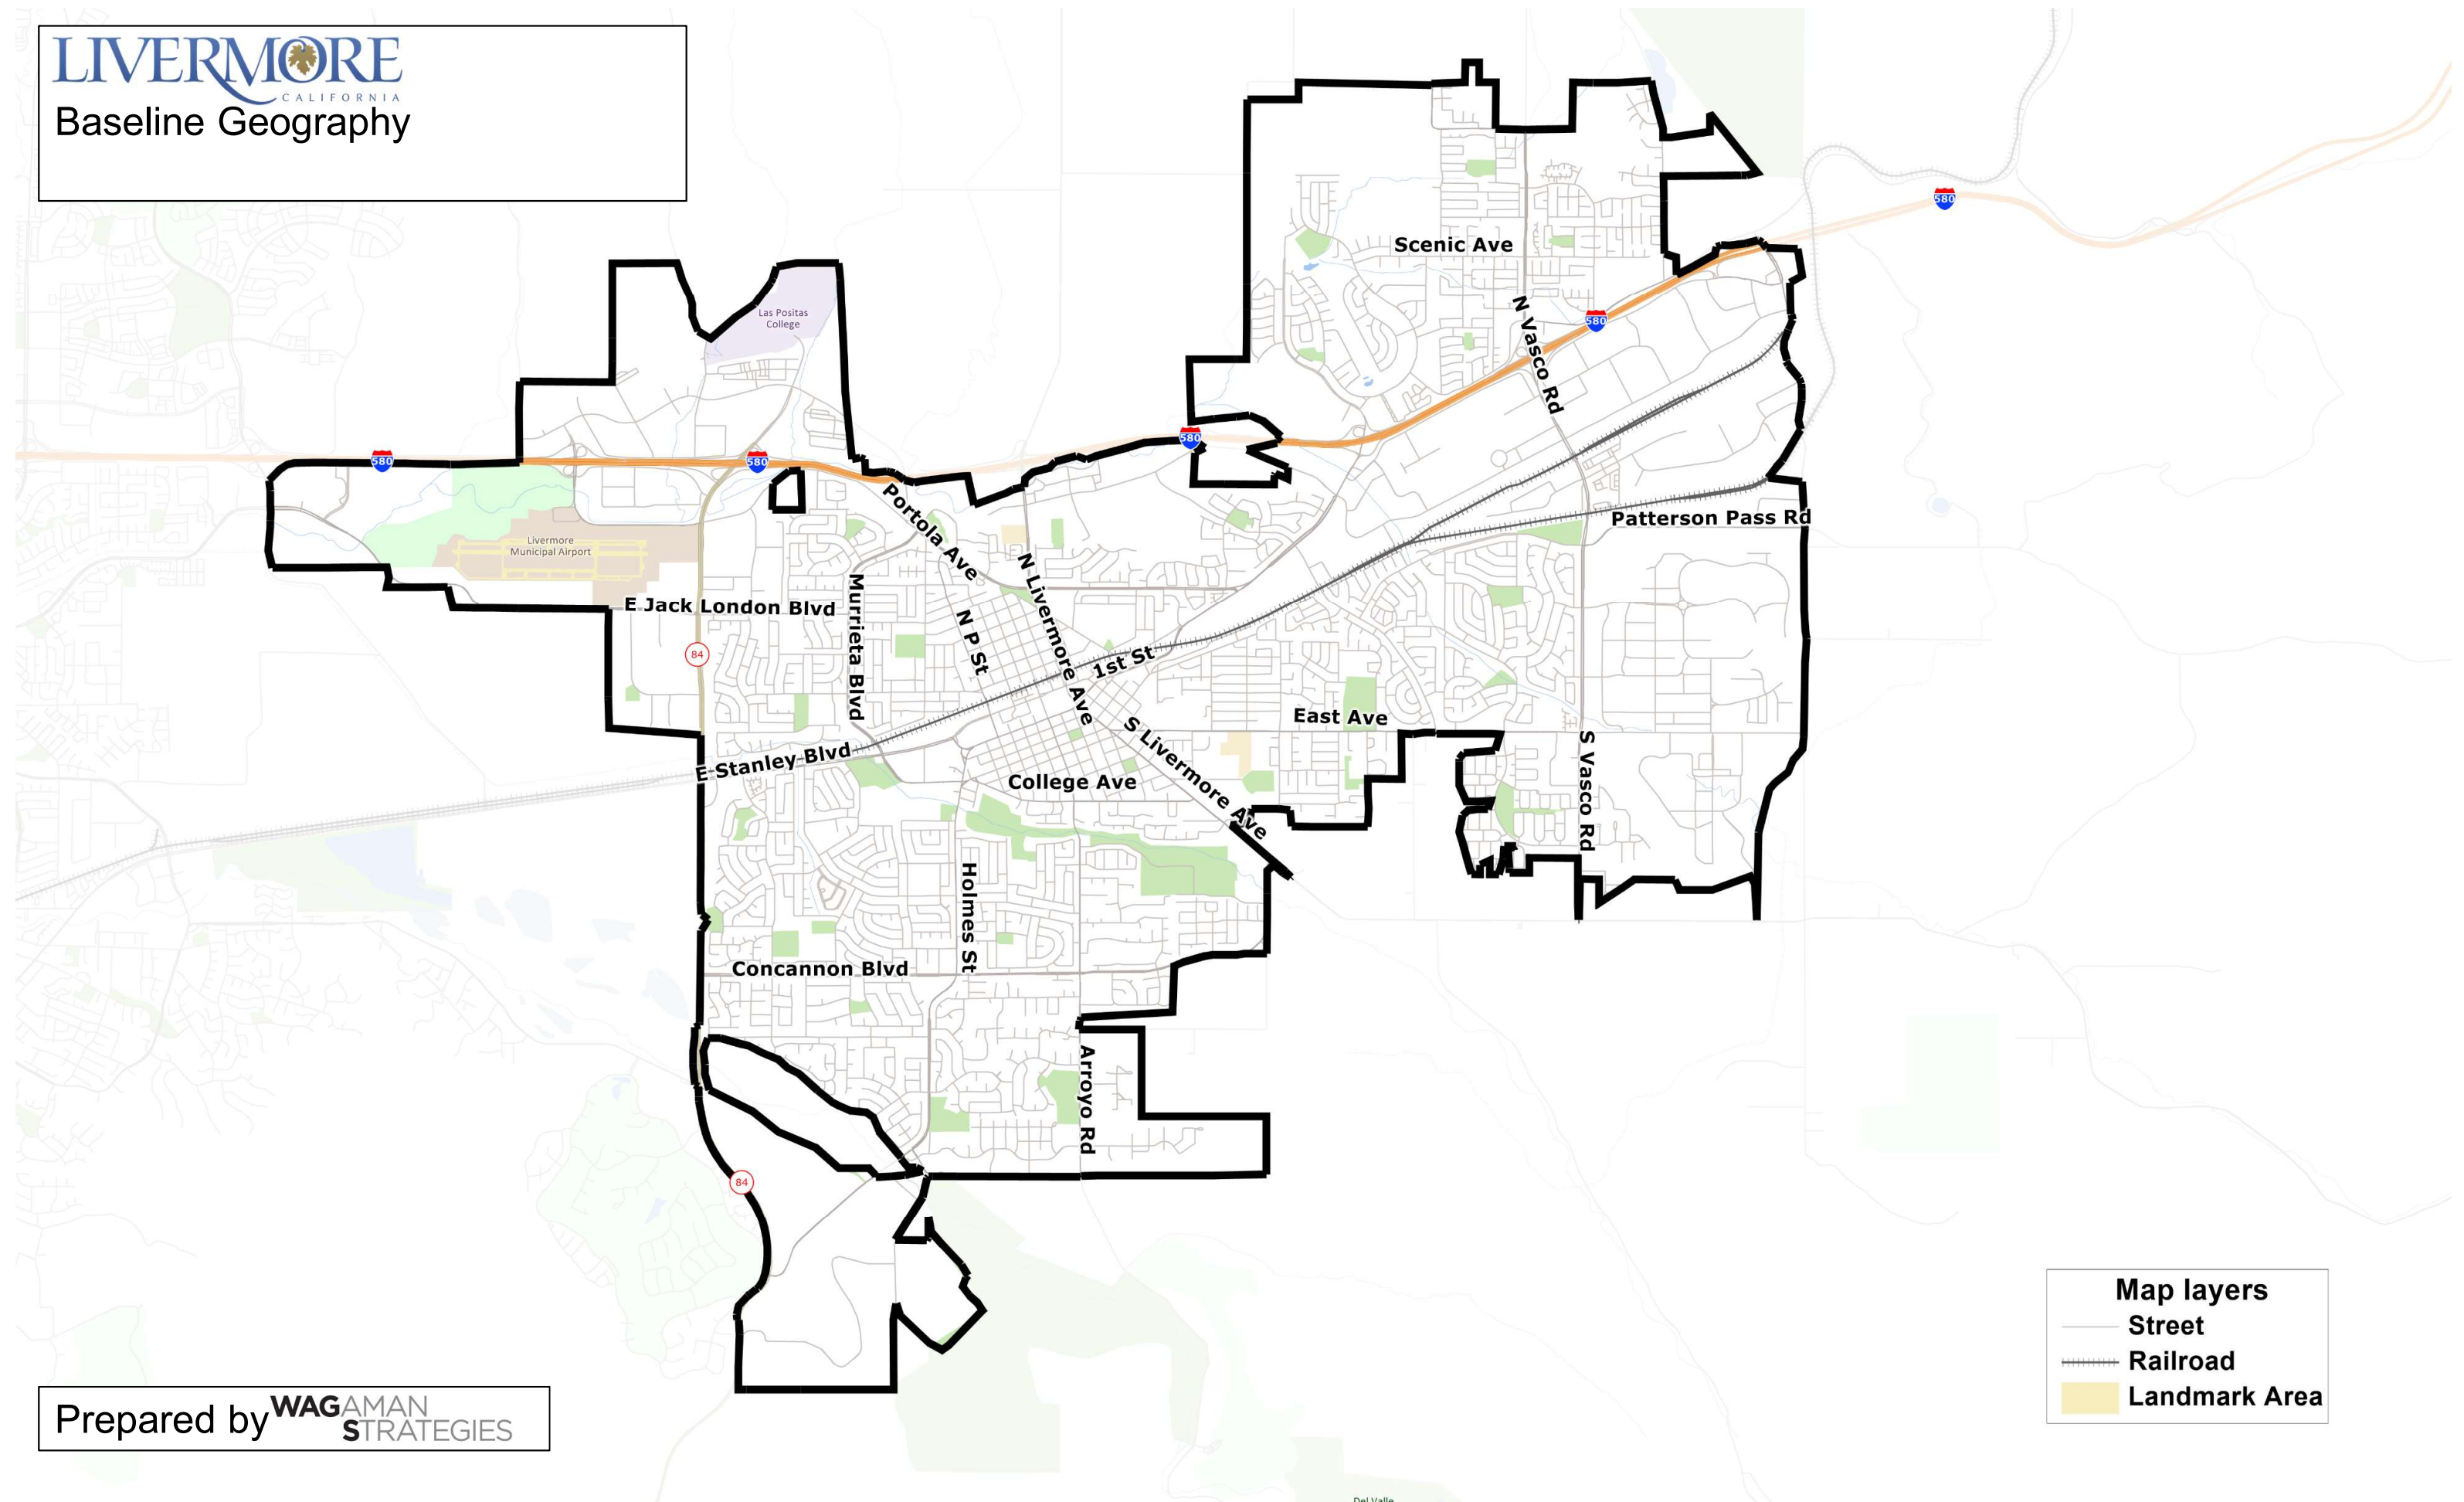 LIVERMORE
CALIFORNIA
Baseline Geography
580
Scenic Ave
Las Positas
College
N Vasco Rd
580
580
580
580
Portola Ave
Patterson Pass Rd
Livermore
Municipal Airport
E Jack London Blvd
Murrieta Blvd
N P St
N Livermore Ave
84
1st St
East Ave
S Livermore Ave
S Vasco Rd
E Stanley Blvd
College Ave
Holmes St
Concannon Blvd
Arroyo Rd
84
Map layers
Street
Railroad
Landmark Area
Prepared by WAGAMAN
STRATEGIES
Del Valle